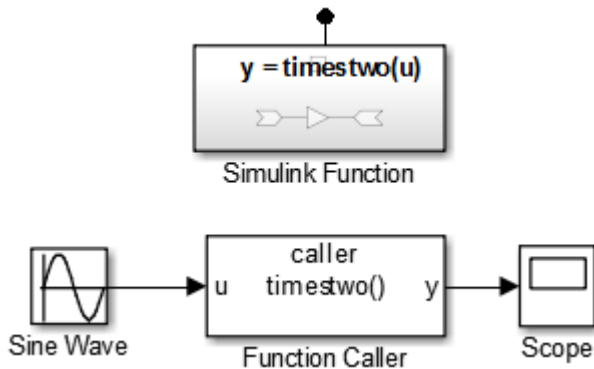 y = timestwo(u)
Simulink Function
caller
u timestwo() y
Sine Wave
Function Caller
Scope